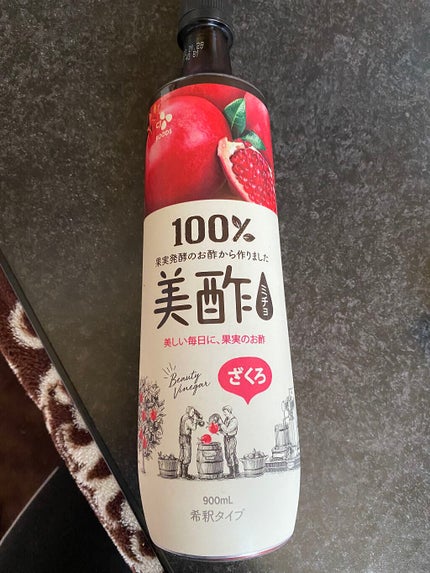 CJ
FOODS
100%
果実発酵のお酢から作りました
美酢
ミチョ
美しい毎日に、果実のお酢
Beauty
Vinegar
ざくろ
900mL
希釈タイプ